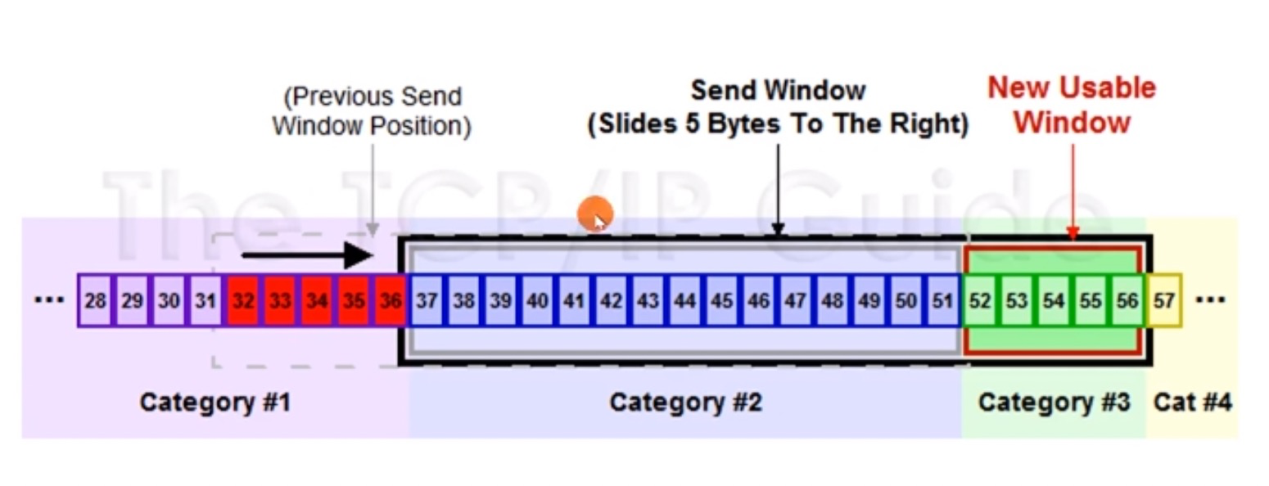 (Previous Send
Window Position)
Send Window
(Slides 5 Bytes To The Right)
New Usable
Window
The TCP/IP Guide
... 28 29 30 31 32 33 34 35 36 37 38 39 40 41 42 43 44 45 46 47 48 49 50 51 52 53 54 55 56 57 ...
Category #1
Category #2
Category #3
Cat #4